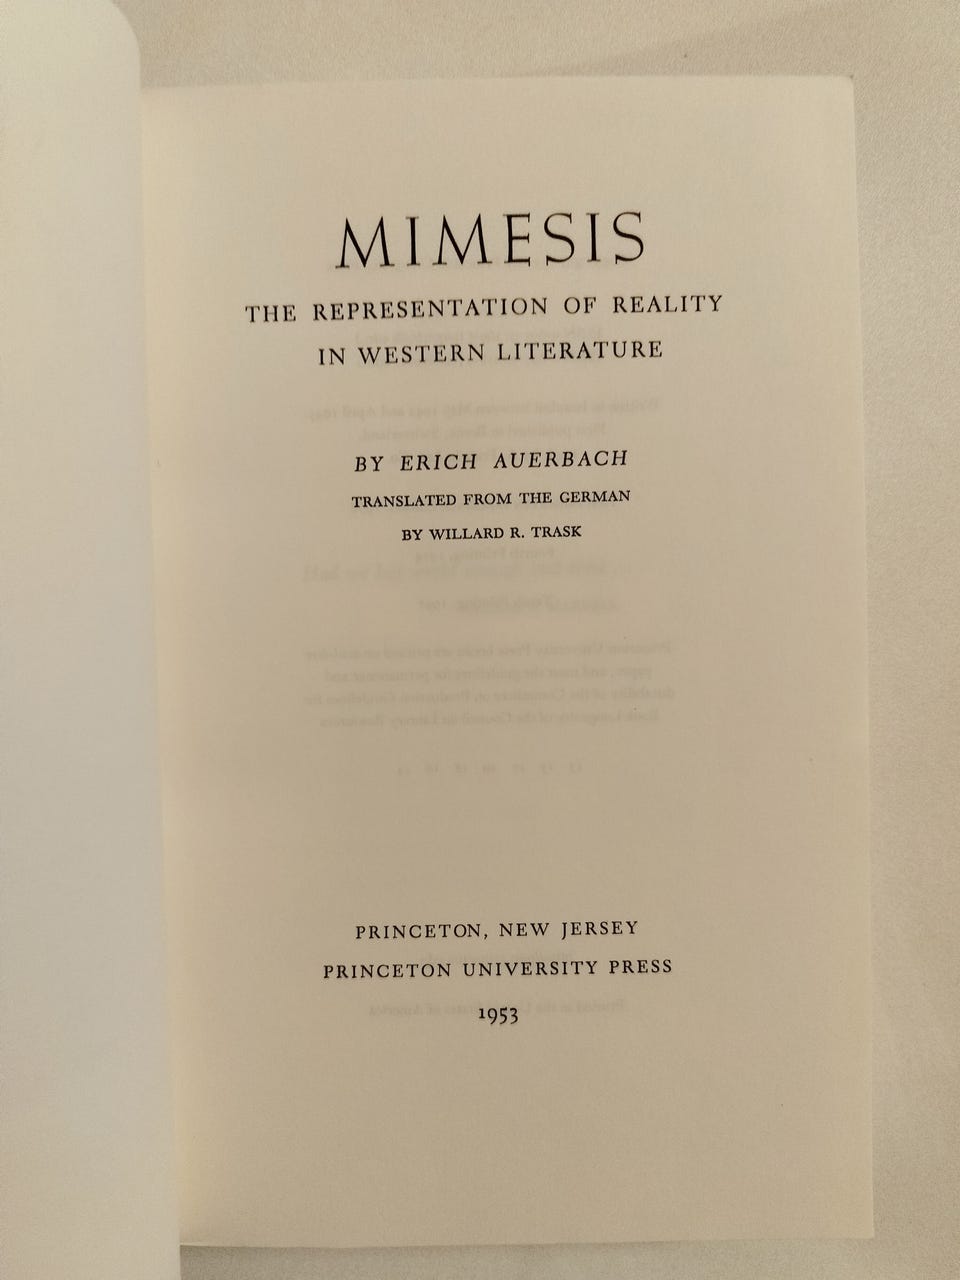 MIMESIS
THE REPRESENTATION OF REALITY
IN WESTERN LITERATURE
BY ERICH AUERBACH
TRANSLATED FROM THE GERMAN
BY WILLARD R. TRASK
PRINCETON, NEW JERSEY
PRINCETON UNIVERSITY PRESS
1953